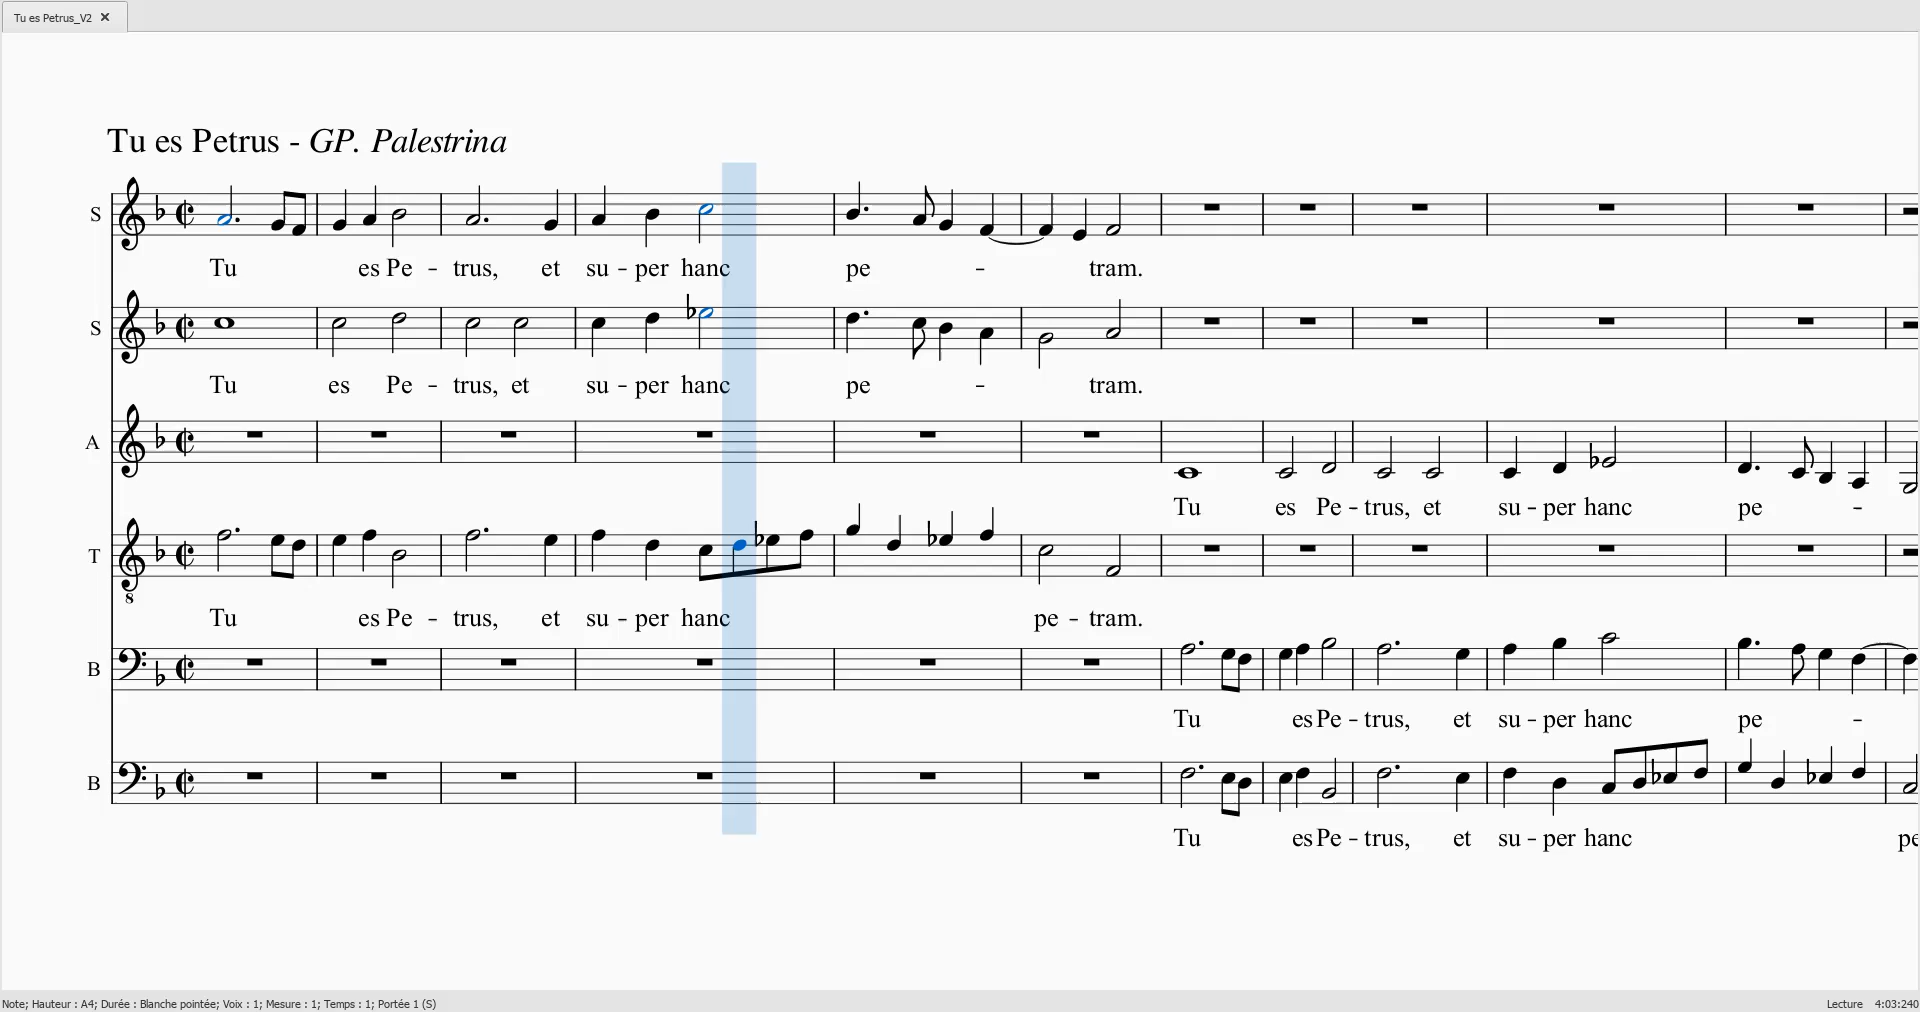 Tu es Petrus_V2 ✕
Tu es Petrus - GP. Palestrina
S
Tu es Pe - trus, et su - per hanc pe - tram.
S
Tu es Pe - trus, et su - per hanc pe - tram.
A
Tu es Pe - trus, et su - per hanc pe -
T
8
Tu es Pe - trus, et su - per hanc pe - tram.
B
Tu es Pe - trus, et su - per hanc pe -
B
Tu es Pe - trus, et su - per hanc pe
Note; Hauteur : A4; Durée : Blanche pointée; Voix : 1; Mesure : 1; Temps : 1; Portée 1 (S)
Lecture 4:03:240